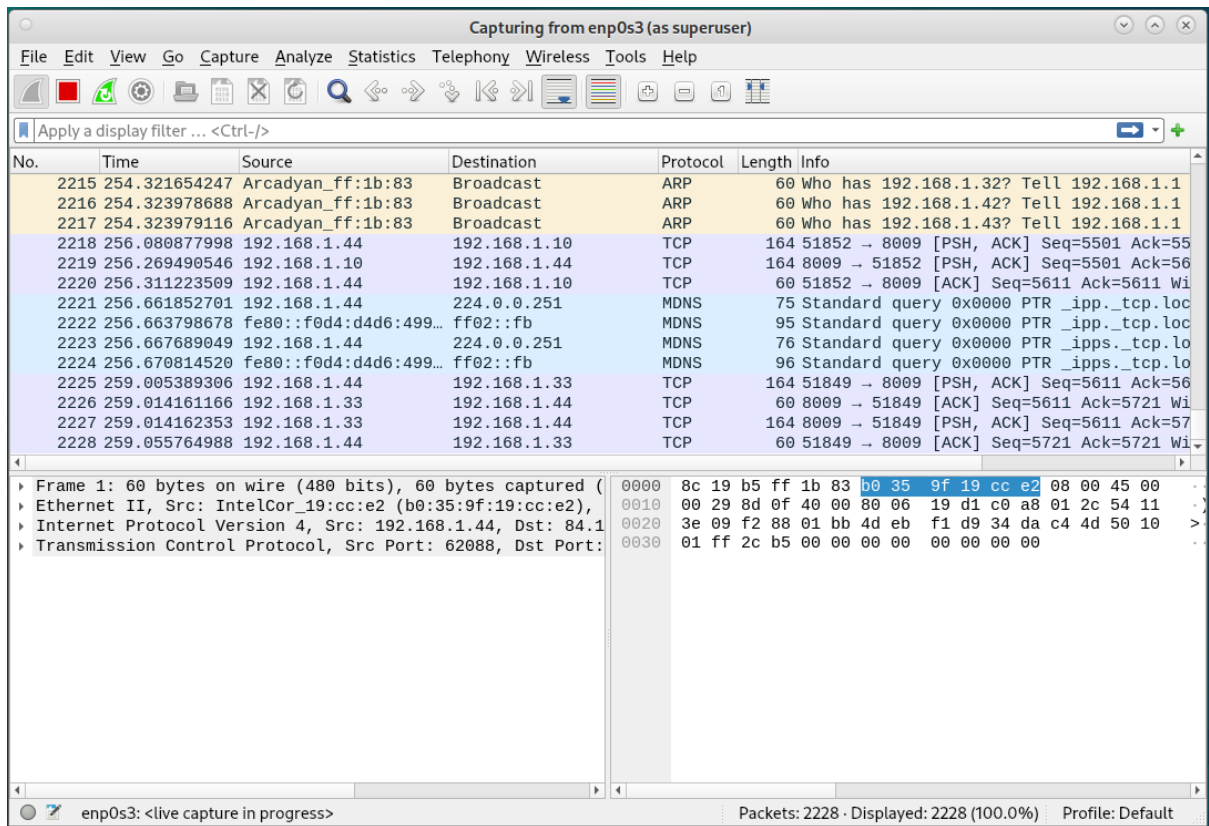 Capturing from enp0s3 (as superuser)
File Edit View Go Capture Analyze Statistics Telephony Wireless Tools Help
Apply a display filter … <Ctrl-/>
No. Time Source Destination Protocol Length Info
2215 254.321654247 Arcadyan_ff:1b:83 Broadcast ARP 60 Who has 192.168.1.32? Tell 192.168.1.1
2216 254.323978688 Arcadyan_ff:1b:83 Broadcast ARP 60 Who has 192.168.1.42? Tell 192.168.1.1
2217 254.323979116 Arcadyan_ff:1b:83 Broadcast ARP 60 Who has 192.168.1.43? Tell 192.168.1.1
2218 256.080877998 192.168.1.44 192.168.1.10 TCP 164 51852 → 8009 [PSH, ACK] Seq=5501 Ack=55
2219 256.269490546 192.168.1.10 192.168.1.44 TCP 164 8009 → 51852 [PSH, ACK] Seq=5501 Ack=56
2220 256.311223509 192.168.1.44 192.168.1.10 TCP 60 51852 → 8009 [ACK] Seq=5611 Ack=5611 Wi
2221 256.661852701 192.168.1.44 224.0.0.251 MDNS 75 Standard query 0x0000 PTR _ipp._tcp.loc
2222 256.663798678 fe80::f0d4:d4d6:499… ff02::fb MDNS 95 Standard query 0x0000 PTR _ipp._tcp.loc
2223 256.667689049 192.168.1.44 224.0.0.251 MDNS 76 Standard query 0x0000 PTR _ipps._tcp.lo
2224 256.670814520 fe80::f0d4:d4d6:499… ff02::fb MDNS 96 Standard query 0x0000 PTR _ipps._tcp.lo
2225 259.005389306 192.168.1.44 192.168.1.33 TCP 164 51849 → 8009 [PSH, ACK] Seq=5611 Ack=56
2226 259.014161166 192.168.1.33 192.168.1.44 TCP 60 8009 → 51849 [ACK] Seq=5611 Ack=5721 Wi
2227 259.014162353 192.168.1.33 192.168.1.44 TCP 164 8009 → 51849 [PSH, ACK] Seq=5611 Ack=57
2228 259.055764988 192.168.1.44 192.168.1.33 TCP 60 51849 → 8009 [ACK] Seq=5721 Ack=5721 Wi
Frame 1: 60 bytes on wire (480 bits), 60 bytes captured (
Ethernet II, Src: IntelCor_19:cc:e2 (b0:35:9f:19:cc:e2),
Internet Protocol Version 4, Src: 192.168.1.44, Dst: 84.1
Transmission Control Protocol, Src Port: 62088, Dst Port:
0000 8c 19 b5 ff 1b 83 b0 35 9f 19 cc e2 08 00 45 00
0010 00 29 8d 0f 40 00 80 06 19 d1 c0 a8 01 2c 54 11
0020 3e 09 f2 88 01 bb 4d eb f1 d9 34 da c4 4d 50 10
0030 01 ff 2c b5 00 00 00 00 00 00 00 00
enp0s3: <live capture in progress> Packets: 2228 · Displayed: 2228 (100.0%) Profile: Default